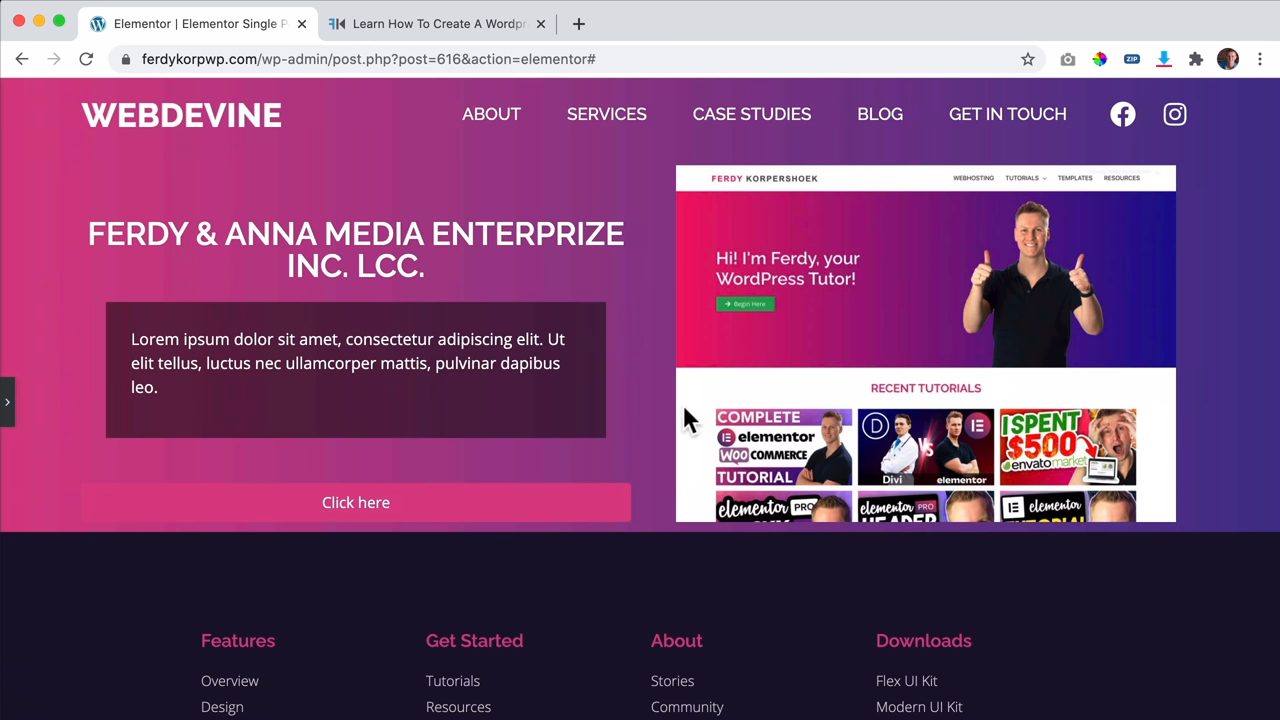 Elementor | Elementor Single P
Learn How To Create A Wordpr
ferdykorpwp.com/wp-admin/post.php?post=616&action=elementor#
ZIP
WEBDEVINE
ABOUT
SERVICES
CASE STUDIES
BLOG
GET IN TOUCH
FERDY & ANNA MEDIA ENTERPRIZE
INC. LCC.
Lorem ipsum dolor sit amet, consectetur adipiscing elit. Ut
elit tellus, luctus nec ullamcorper mattis, pulvinar dapibus
leo.
Click here
FERDY KORPERSHOEK
WEBHOSTING
TUTORIALS
TEMPLATES
RESOURCES
Hi! I'm Ferdy, your
WordPress Tutor!
Begin Here
RECENT TUTORIALS
COMPLETE
elementor
WOO COMMERCE
TUTORIAL
D
VS
Divi
elementor
I SPENT
$500
envato market
elementor PRO
elementor PRO
HEADER
elementor
TUTORIAL
Features
Get Started
About
Downloads
Overview
Tutorials
Stories
Flex UI Kit
Design
Resources
Community
Modern UI Kit